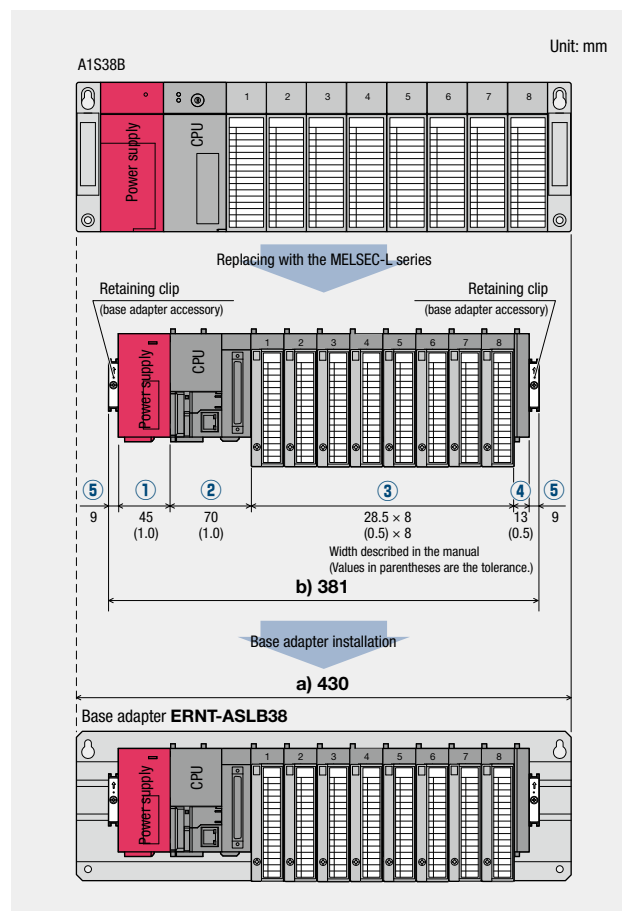 Unit: mm
A1S38B
Power supply
CPU
1 2 3 4 5 6 7 8
Replacing with the MELSEC-L series
Retaining clip
(base adapter accessory)
Retaining clip
(base adapter accessory)
Power supply
CPU
1 2 3 4 5 6 7 8
⑤ ① ② ③ ④ ⑤
9 45 70 28.5 × 8 13 9
(1.0) (1.0) (0.5) × 8 (0.5)
Width described in the manual
(Values in parentheses are the tolerance.)
b) 381
Base adapter installation
a) 430
Base adapter ERNT-ASLB38
Power supply
CPU
1 2 3 4 5 6 7 8